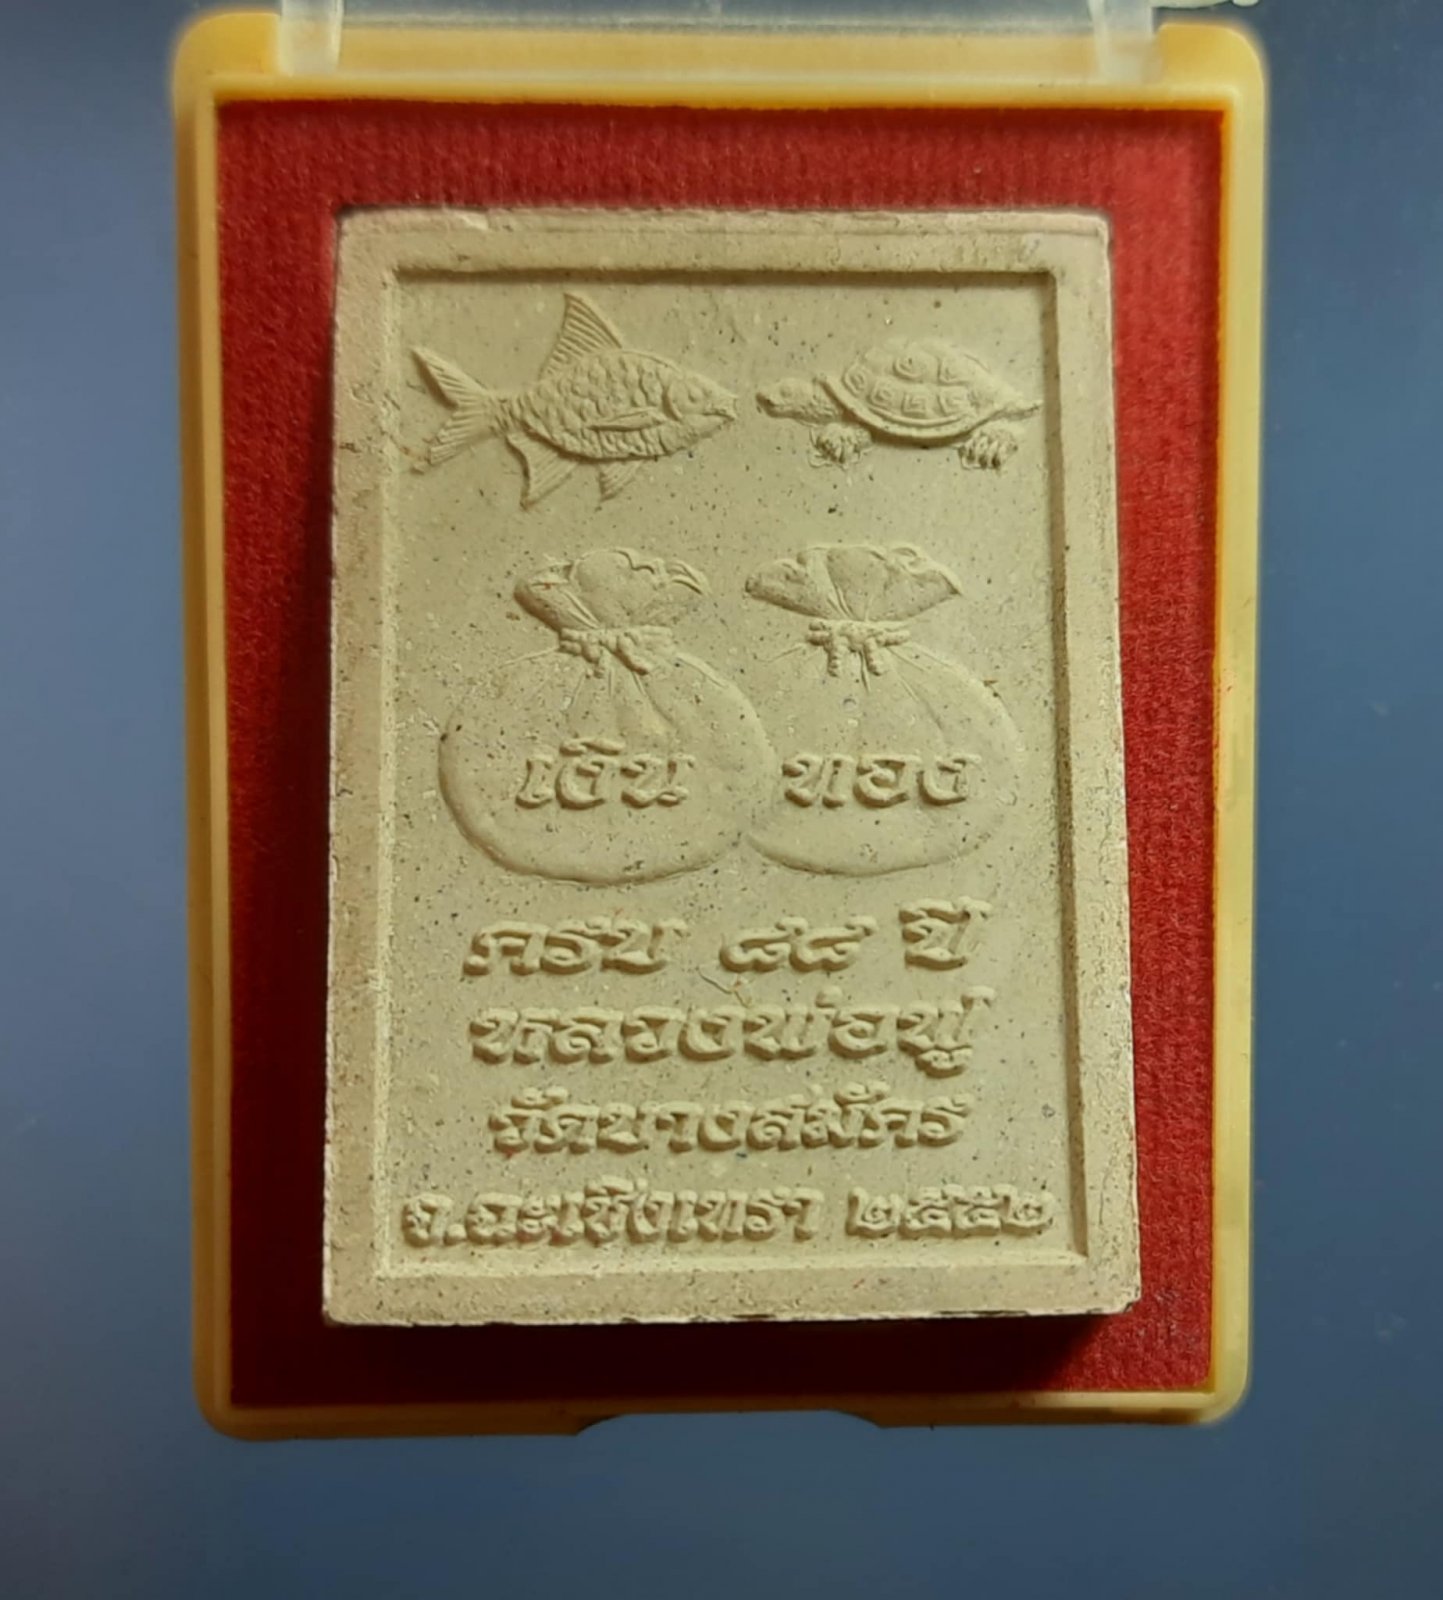 เงิน ทอง
ครบ ๘๘ ปี
หลวงพ่อฟู
วัดบางสมัคร
จ.ฉะเชิงเทรา ๒๕๕๒